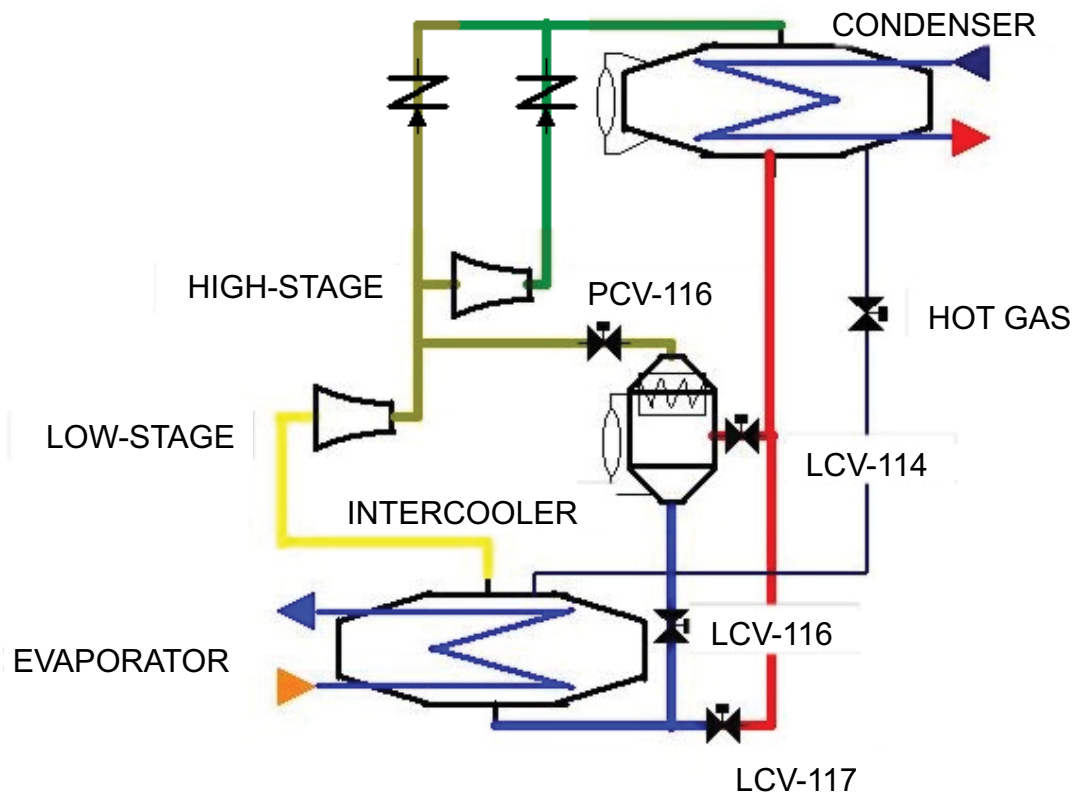 CONDENSER
HIGH-STAGE
PCV-116
HOT GAS
LOW-STAGE
LCV-114
INTERCOOLER
LCV-116
EVAPORATOR
LCV-117